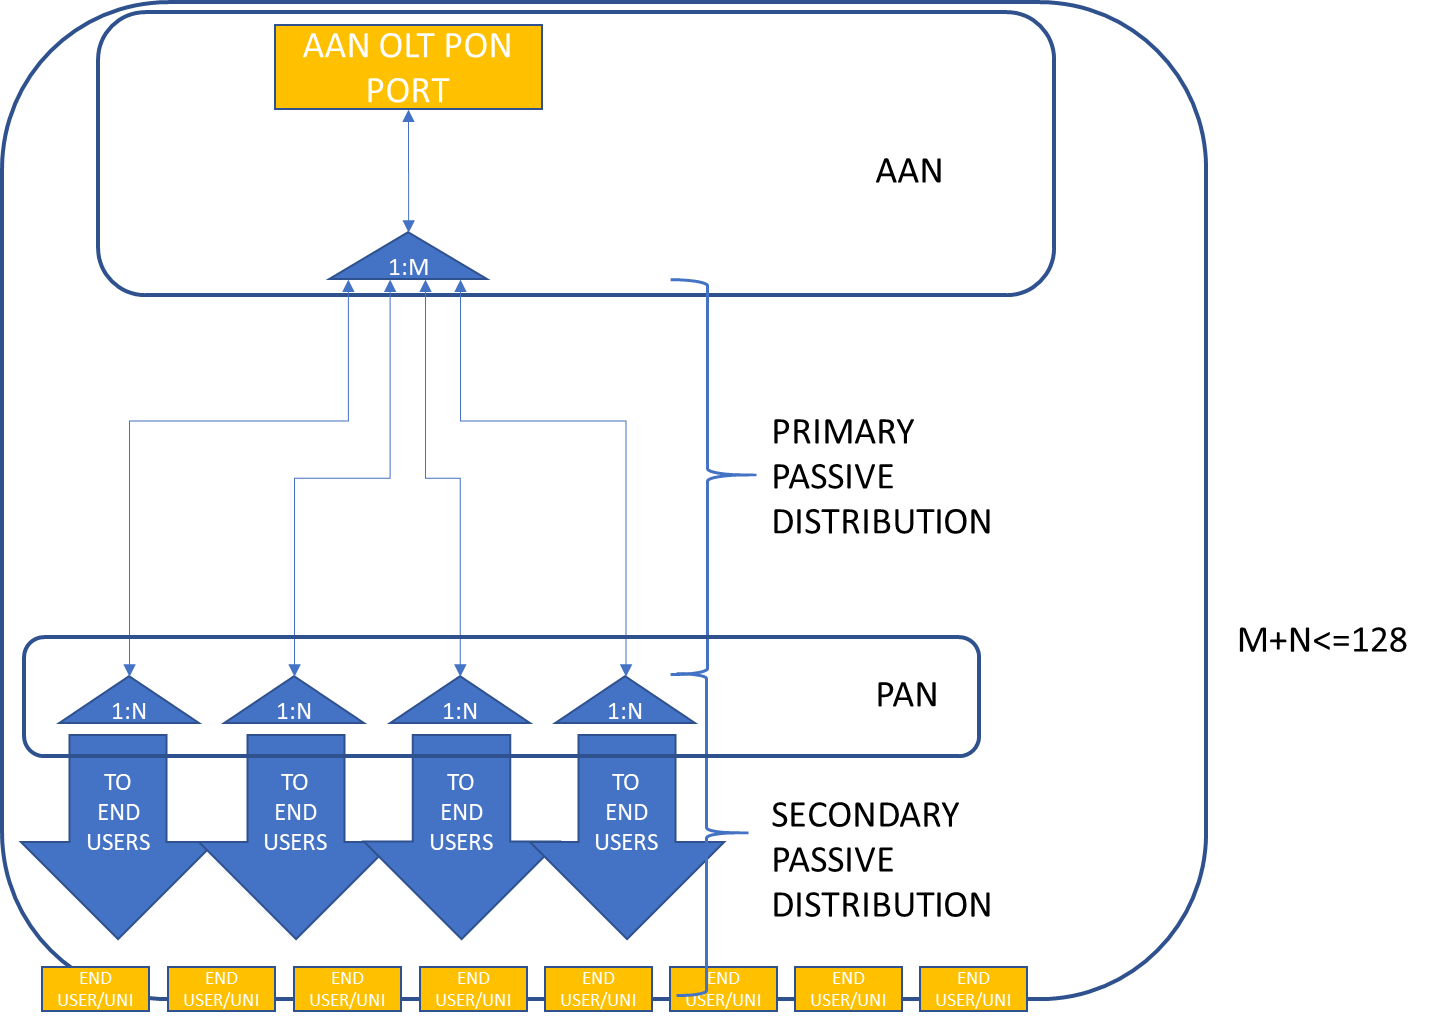 AAN OLT PON
PORT
AAN
1:M
PRIMARY
PASSIVE
DISTRIBUTION
M+N<=128
PAN
1:N
1:N
1:N
1:N
TO
END
USERS
TO
END
USERS
TO
END
USERS
TO
END
USERS
SECONDARY
PASSIVE
DISTRIBUTION
END
USER/UNI
END
USER/UNI
END
USER/UNI
END
USER/UNI
END
USER/UNI
END
USER/UNI
END
USER/UNI
END
USER/UNI